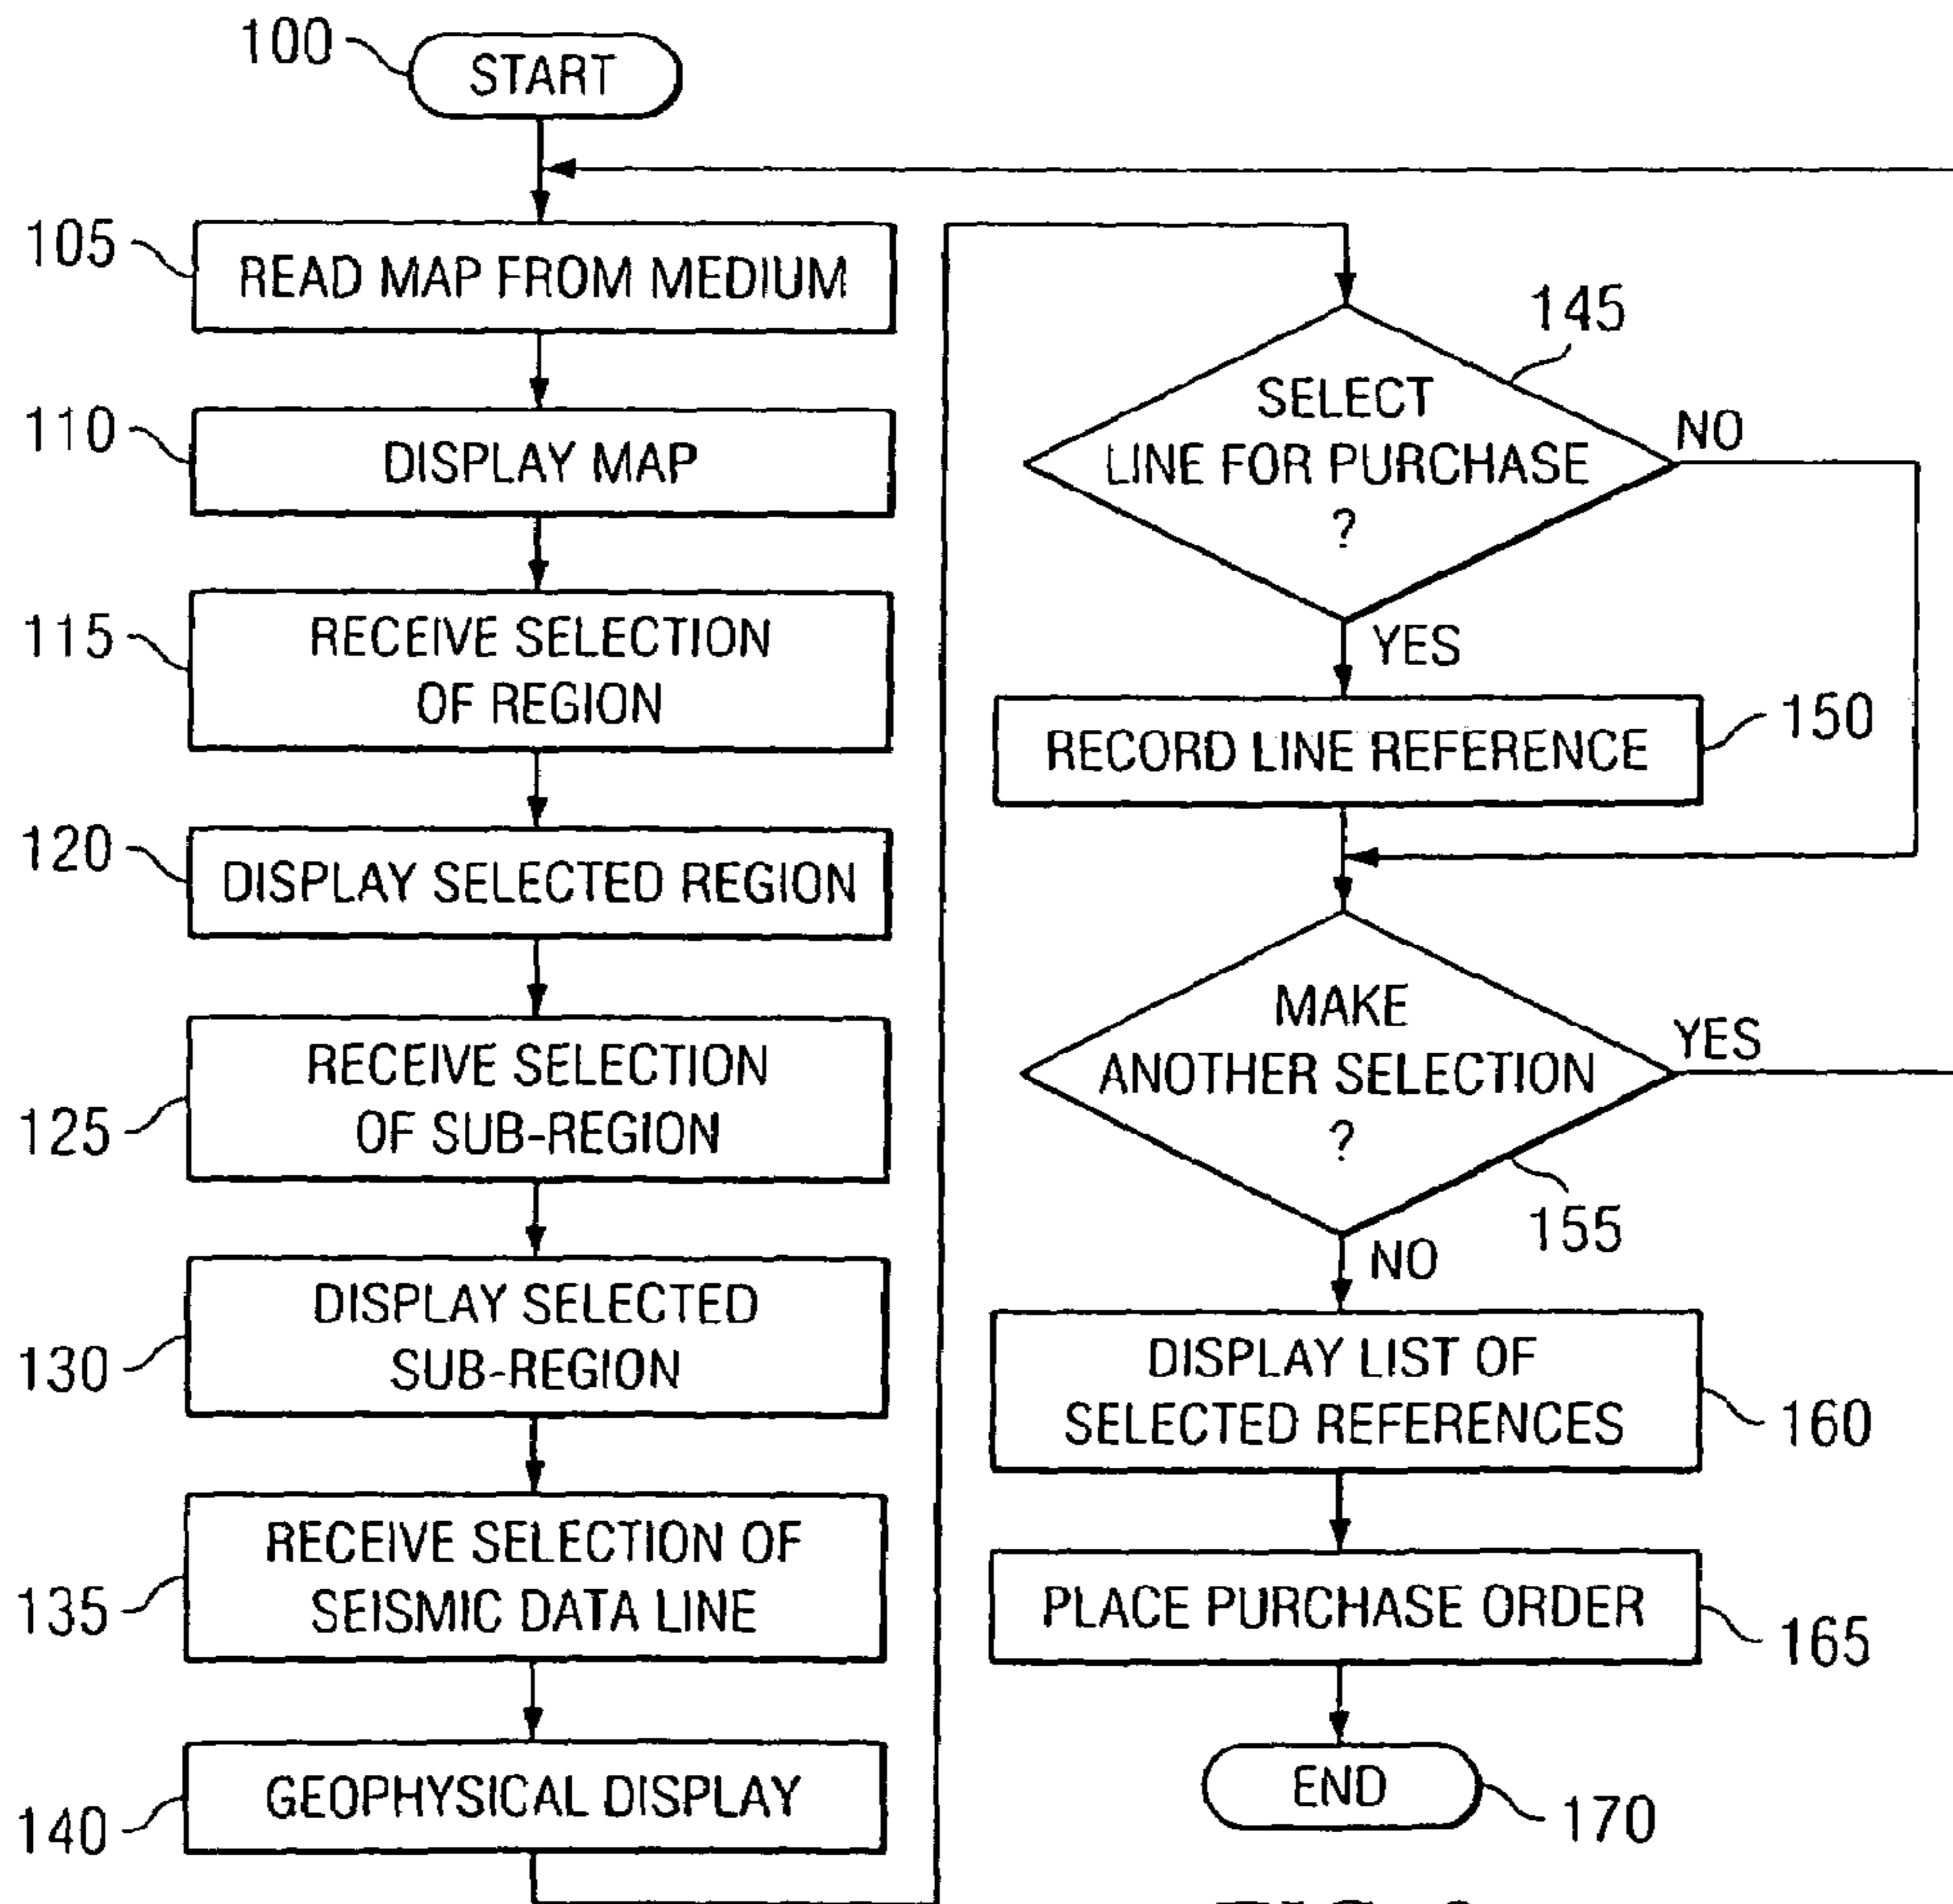 100
START
105
READ MAP FROM MEDIUM
110
DISPLAY MAP
115
RECEIVE SELECTION
OF REGION
120
DISPLAY SELECTED REGION
125
RECEIVE SELECTION
OF SUB-REGION
130
DISPLAY SELECTED
SUB-REGION
135
RECEIVE SELECTION OF
SEISMIC DATA LINE
140
GEOPHYSICAL DISPLAY
145
SELECT
LINE FOR PURCHASE
?
NO
YES
150
RECORD LINE REFERENCE
MAKE
ANOTHER SELECTION
?
YES
155
NO
DISPLAY LIST OF
SELECTED REFERENCES
160
PLACE PURCHASE ORDER
165
END
170